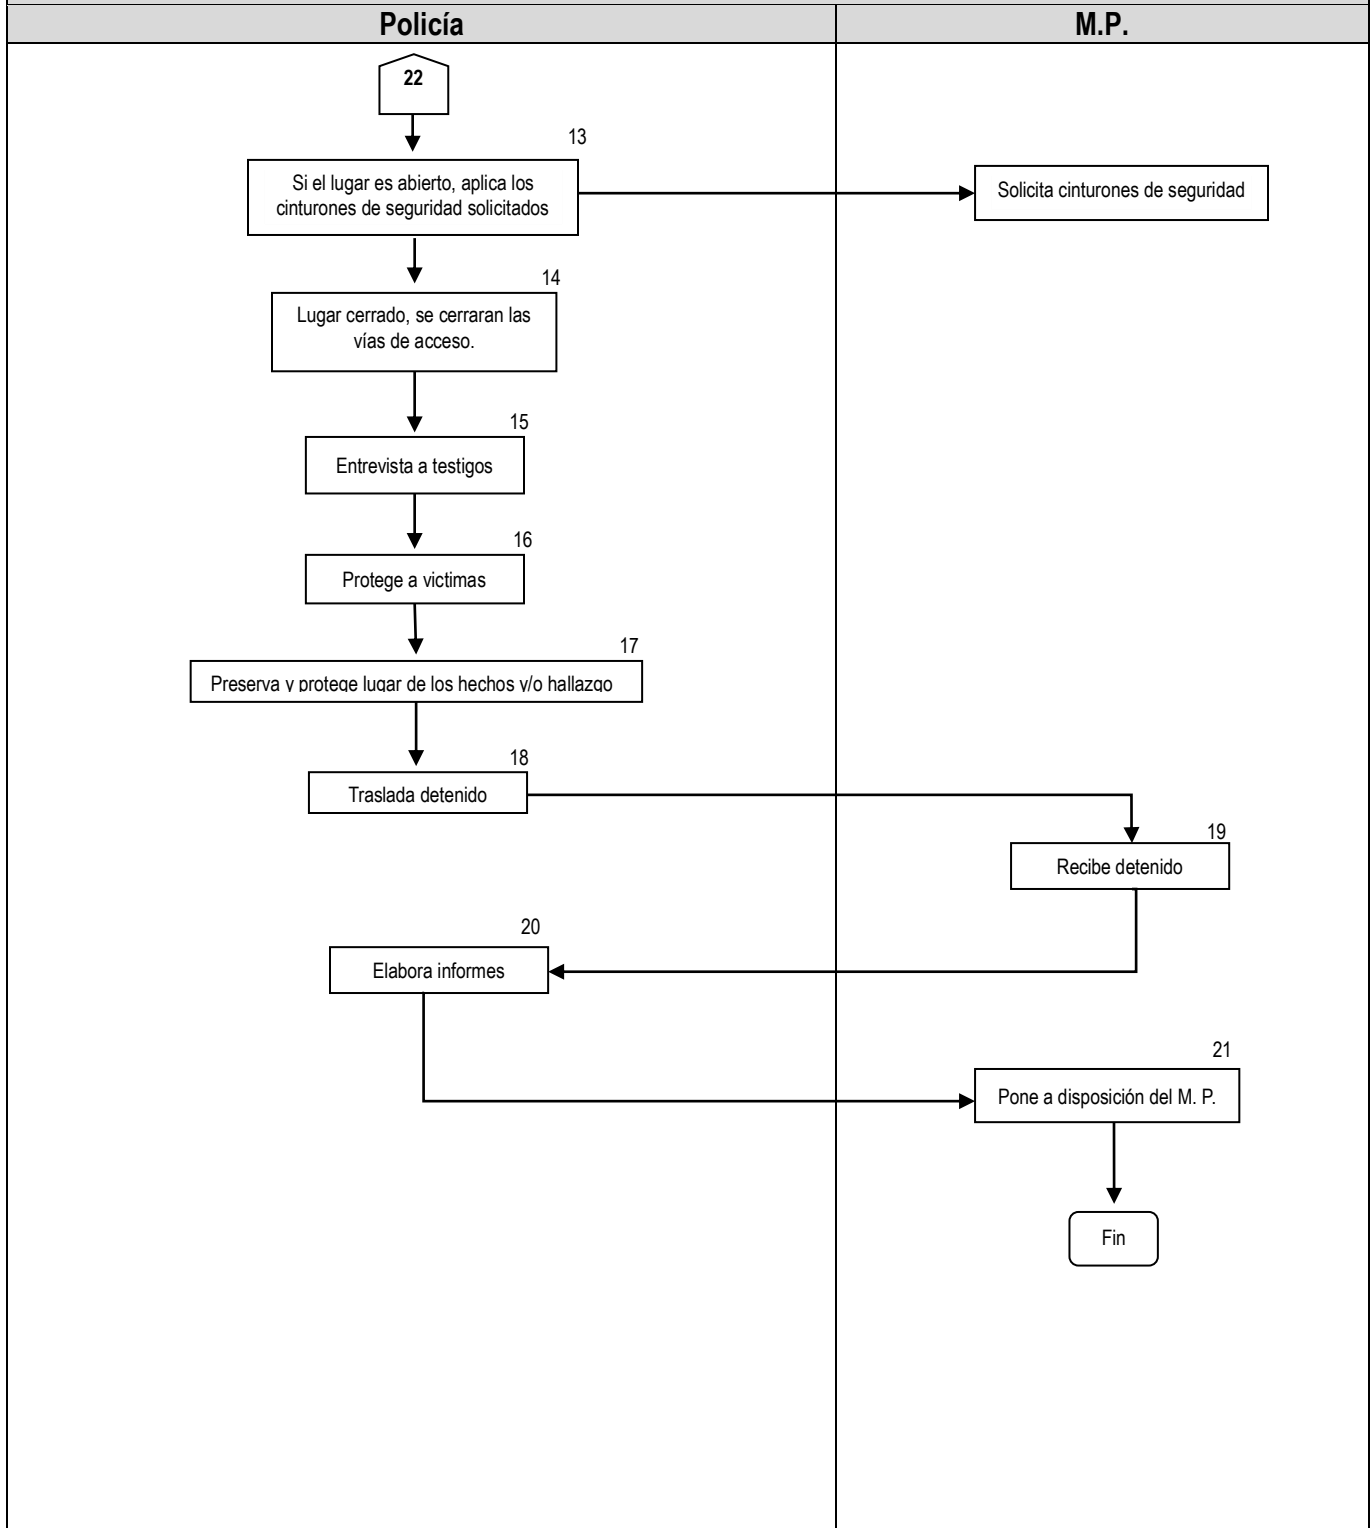 Policía
M.P.
22
13
Si el lugar es abierto, aplica los
cinturones de seguridad solicitados
Solicita cinturones de seguridad
14
Lugar cerrado, se cerraran las
vías de acceso.
15
Entrevista a testigos
16
Protege a victimas
17
Preserva y protege lugar de los hechos y/o hallazgo
18
Traslada detenido
19
Recibe detenido
20
Elabora informes
21
Pone a disposición del M. P.
Fin